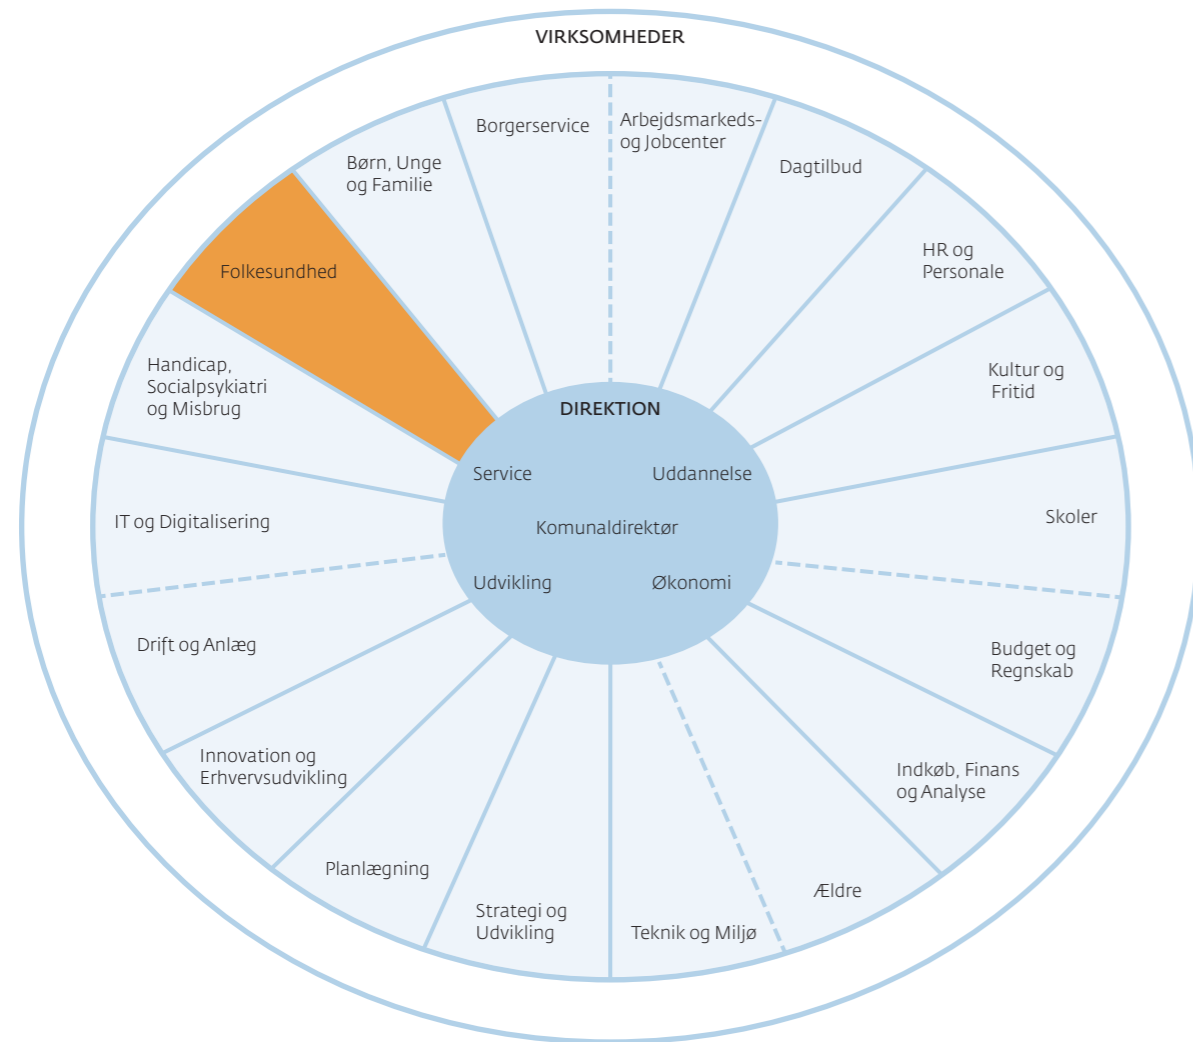 VIRKSOMHEDER
Borgerservice
Arbejdsmarkeds-
og Jobcenter
Dagtilbud
HR og
Personale
Kultur og
Fritid
Skoler
Budget og
Regnskab
Indkøb, Finans
og Analyse
Ældre
Teknik og Miljø
Strategi og
Udvikling
Planlægning
Innovation og
Erhvervsudvikling
Drift og Anlæg
IT og Digitalisering
Handicap,
Socialpsykiatri
og Misbrug
Folkesundhed
Børn, Unge
og Familie
DIREKTION
Service
Uddannelse
Komunaldirektør
Udvikling
Økonomi